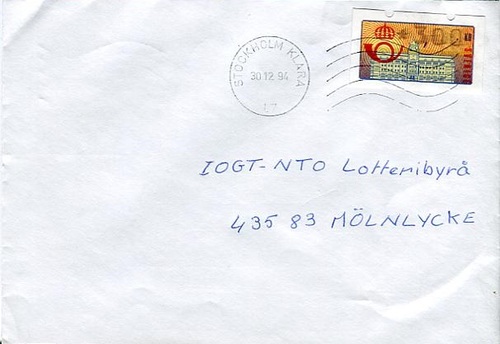 STOCKHOLM KLARA
30 12 94
IOGT-NTO Lotteribyrå
435 83 MÖLNLYCKE